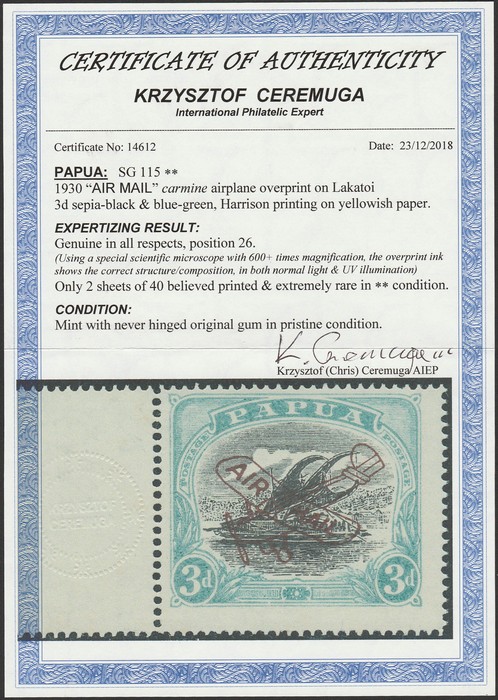 CERTIFICATE OF AUTHENTICITY
KRZYSZTOF CEREMUGA
International Philatelic Expert
Certificate No: 14612
Date: 23/12/2018
PAPUA: SG 115 **
1930 “AIR MAIL” carmine airplane overprint on Lakatoi
3d sepia-black & blue-green, Harrison printing on yellowish paper.
EXPERTIZING RESULT:
Genuine in all respects, position 26.
(Using a special scientific microscope with 600+ times magnification, the overprint ink
shows the correct structure/composition, in both normal light & UV illumination)
Only 2 sheets of 40 believed printed & extremely rare in ** condition.
CONDITION:
Mint with never hinged original gum in pristine condition.
K. Ceremuga
Krzysztof (Chris) Ceremuga AIEP
PAPUA
POSTAGE
POSTAGE
AIR MAIL
3d
3d